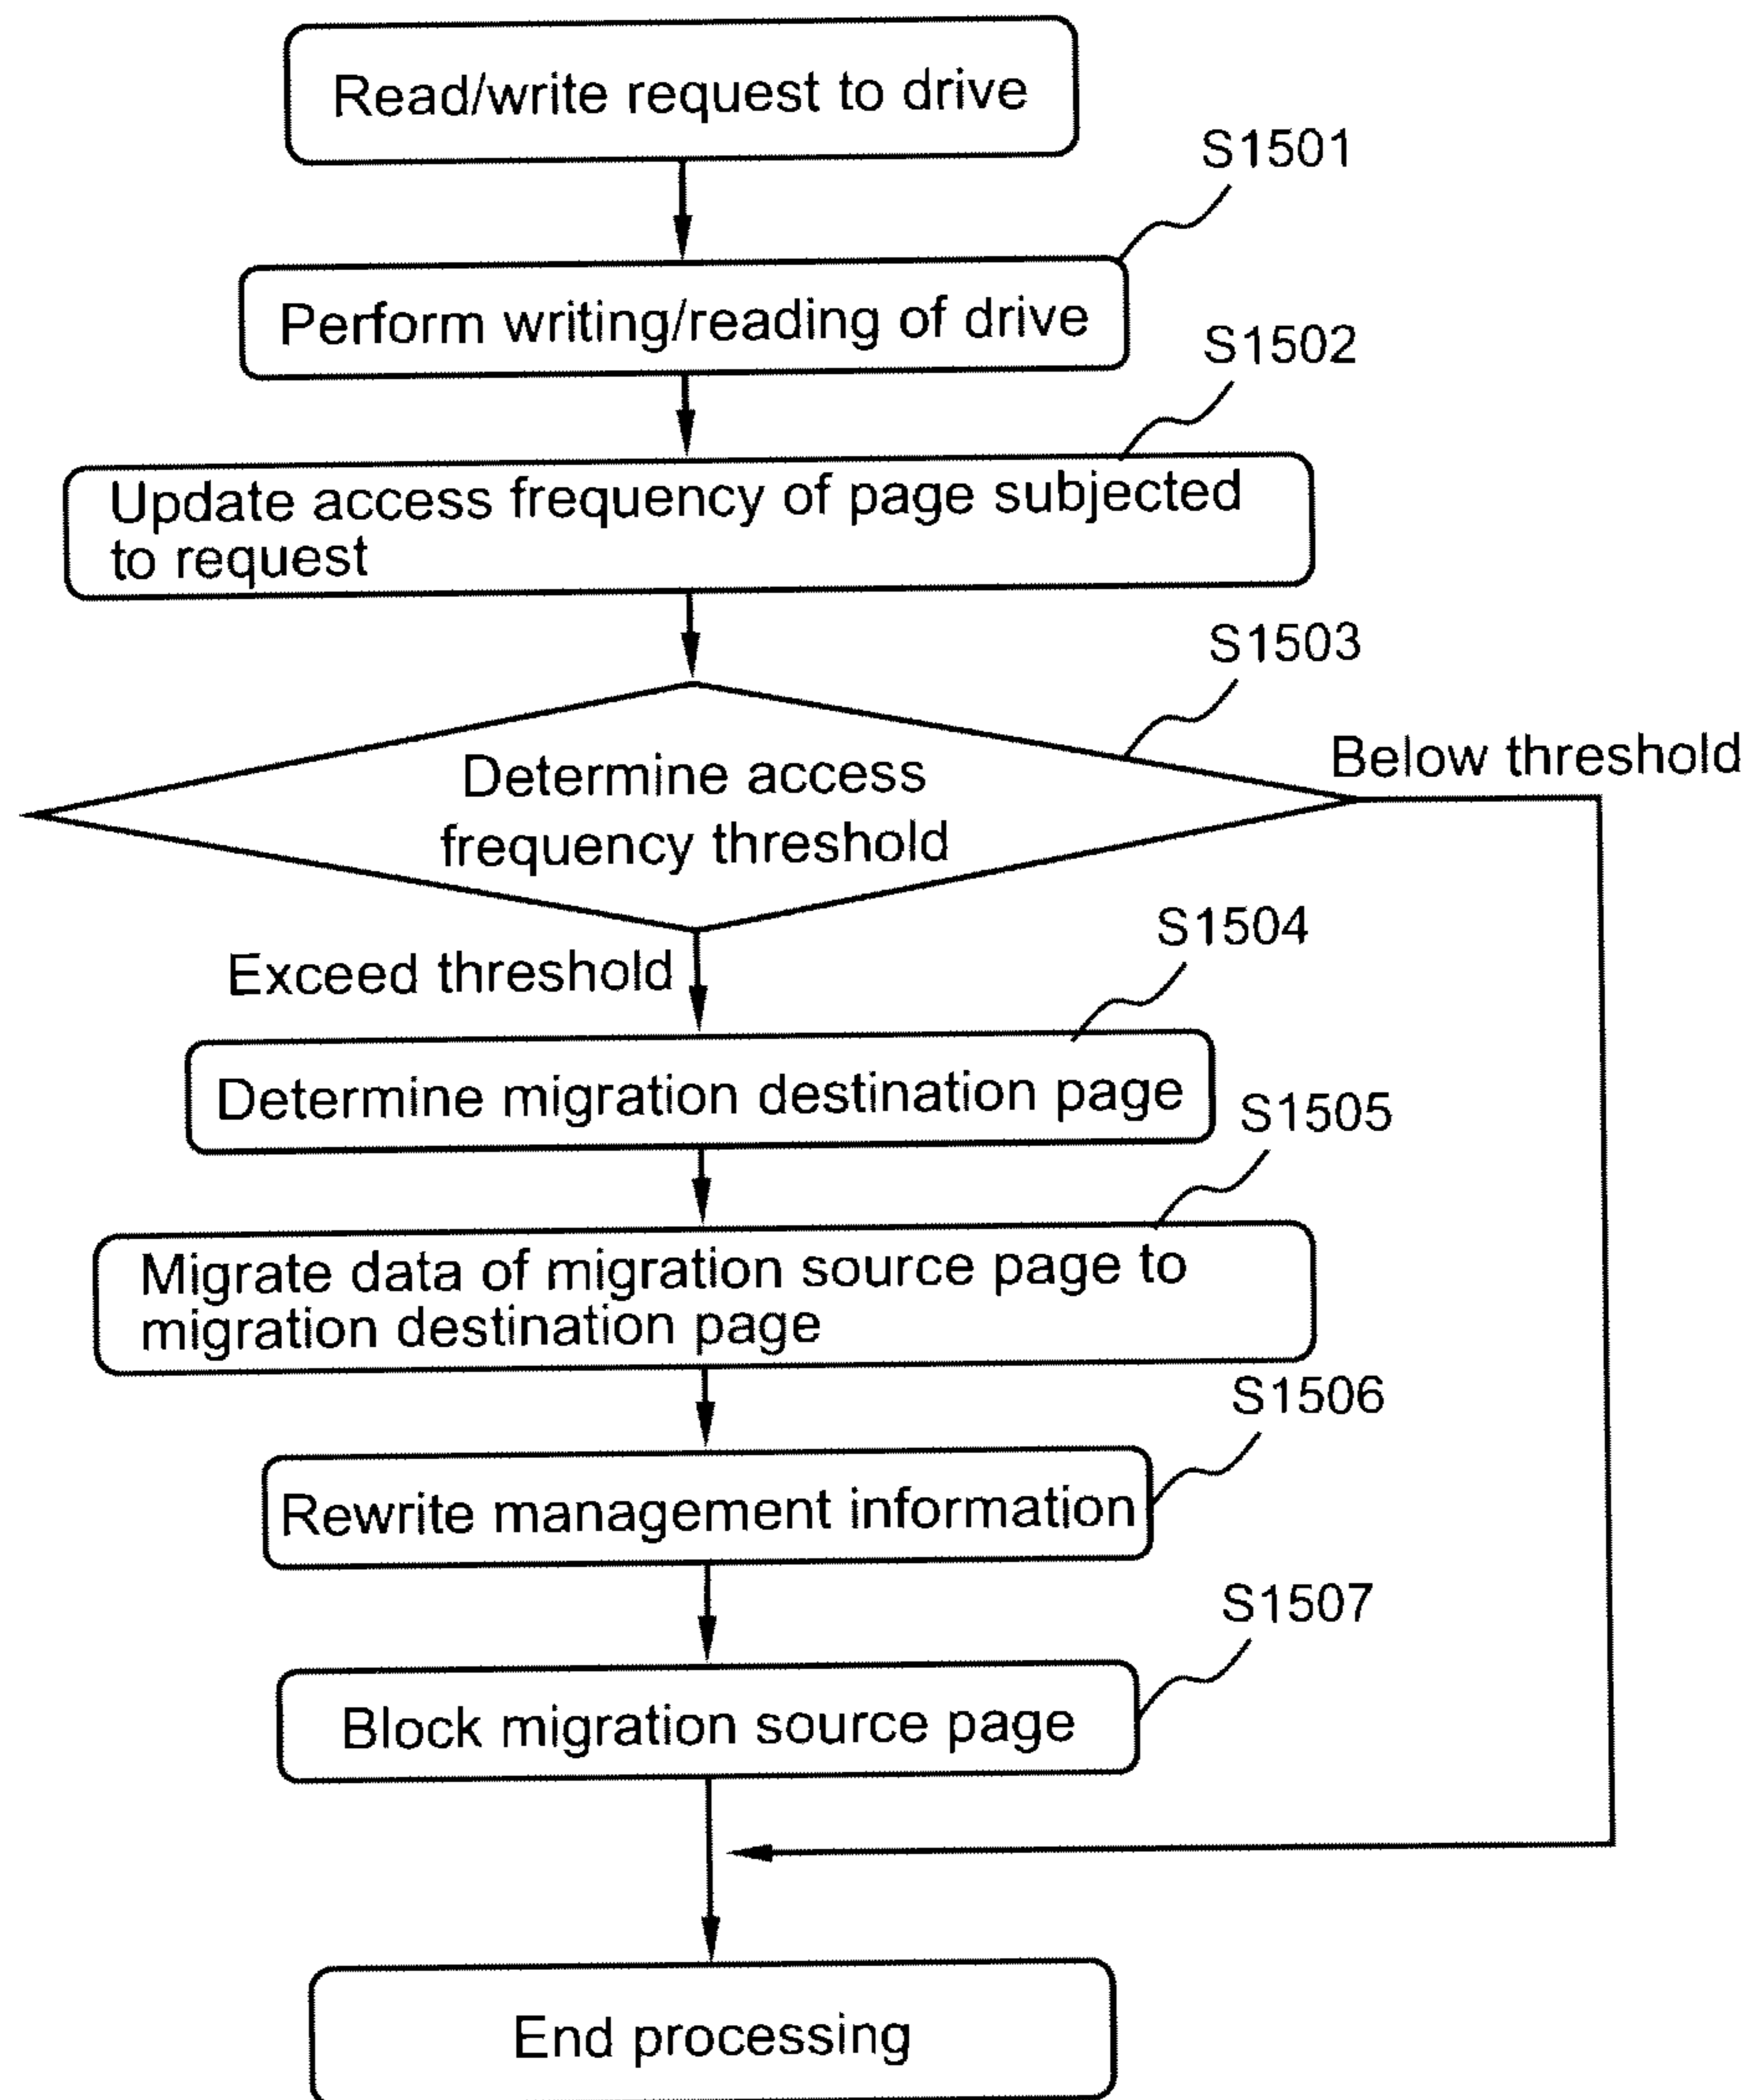 Read/write request to drive
S1501
Perform writing/reading of drive
S1502
Update access frequency of page subjected
to request
S1503
Determine access
frequency threshold
Below threshold
Exceed threshold
S1504
Determine migration destination page
S1505
Migrate data of migration source page to
migration destination page
S1506
Rewrite management information
S1507
Block migration source page
End processing